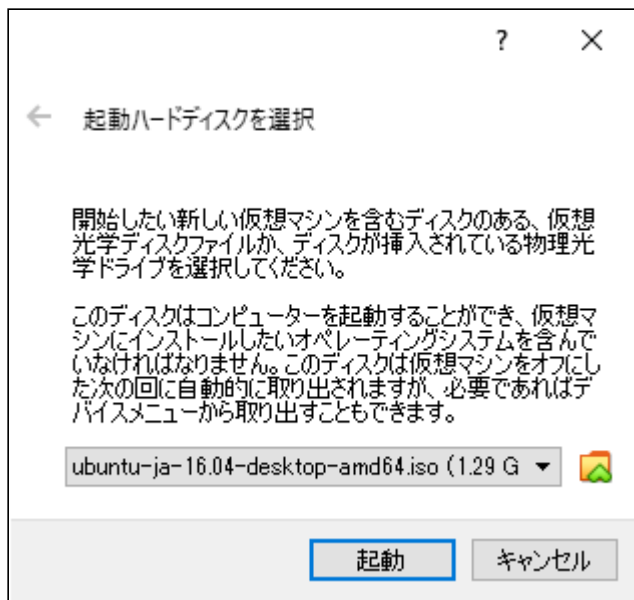 ?
起動ハードディスクを選択
開始したい新しい仮想マシンを含むディスクのある、仮想
光学ディスクファイルか、ディスクが挿入されている物理光
学ドライブを選択してください。
このディスクはコンピューターを起動することができ、仮想マ
シンにインストールしたいオペレーティングシステムを含んで
いなければなりません。このディスクは仮想マシンをオフにし
た次の回に自動的に取り出されますが、必要であればデ
バイスメニューから取り出すこともできます。
ubuntu-ja-16.04-desktop-amd64.iso (1.29 G
起動
キャンセル